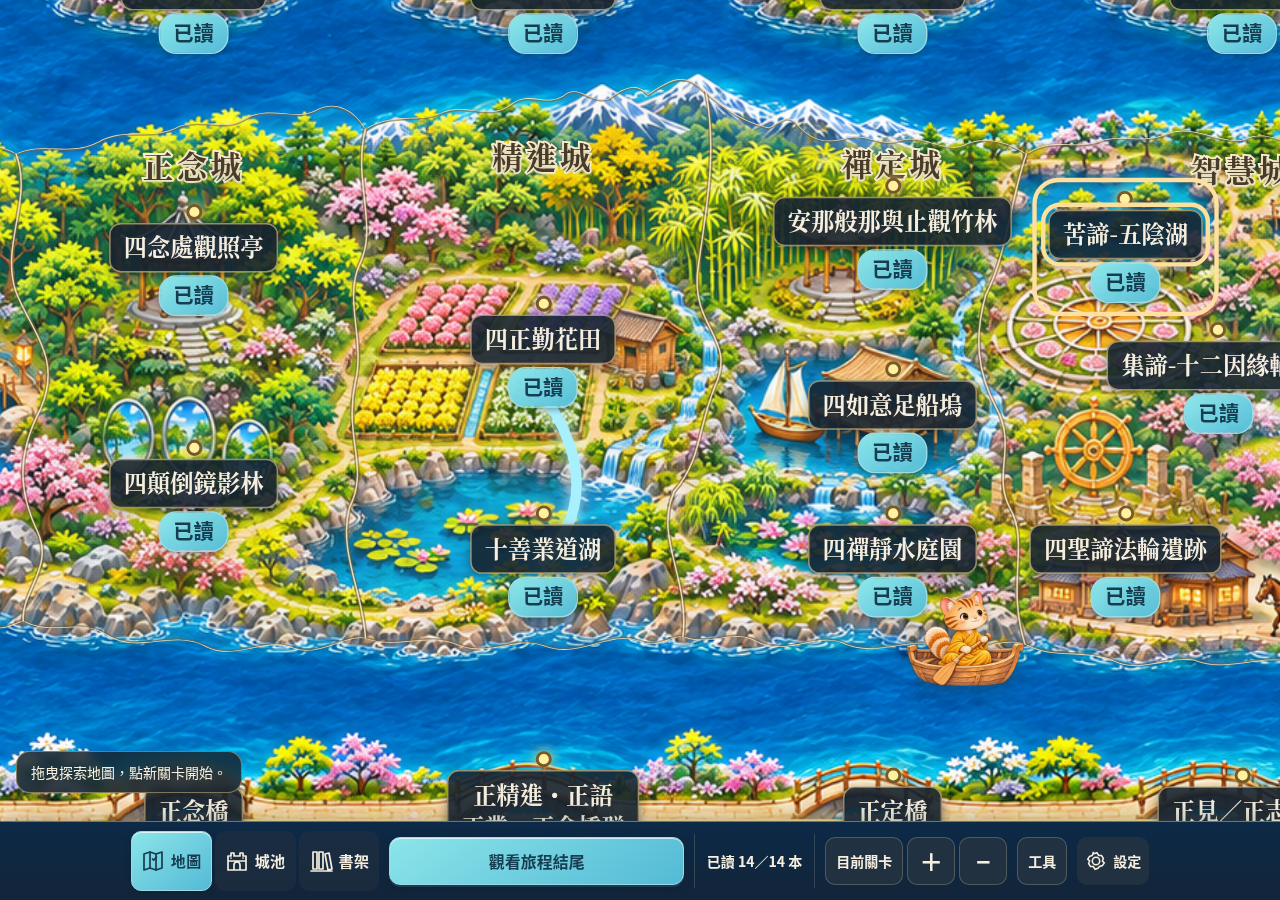 已讀
已讀
已讀
已讀
正念城
精進城
禪定城
智慧城
四念處觀照亭
已讀
安那般那與止觀竹林
已讀
苦諦-五陰湖
已讀
四正勤花田
已讀
集諦-十二因緣
已讀
四如意足船塢
已讀
四顛倒鏡影林
已讀
十善業道湖
已讀
四禪靜水庭園
已讀
四聖諦法輪遺跡
已讀
拖曳探索地圖，點新關卡開始。
正念橋
正精進・正語
正定橋
正見／正志
地圖
城池
書架
觀看旅程結尾
已讀 14／14 本
目前關卡
+
−
工具
設定